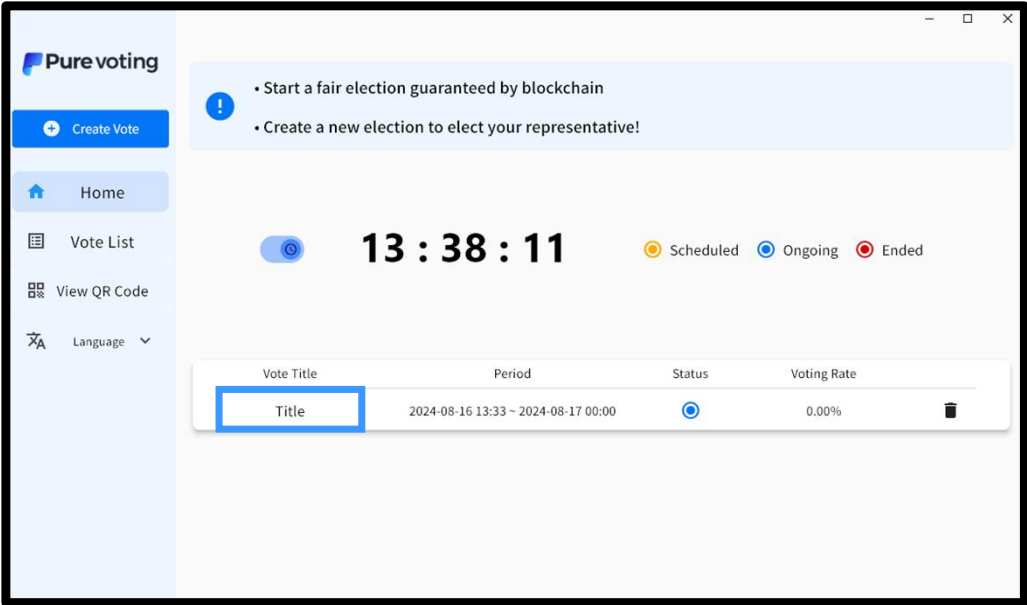 Pure voting
• Start a fair election guaranteed by blockchain
• Create a new election to elect your representative!
Create Vote
Home
Vote List
View QR Code
Language
13 : 38 : 11
Scheduled Ongoing Ended
Vote Title Period Status Voting Rate
Title 2024-08-16 13:33 ~ 2024-08-17 00:00 0.00%